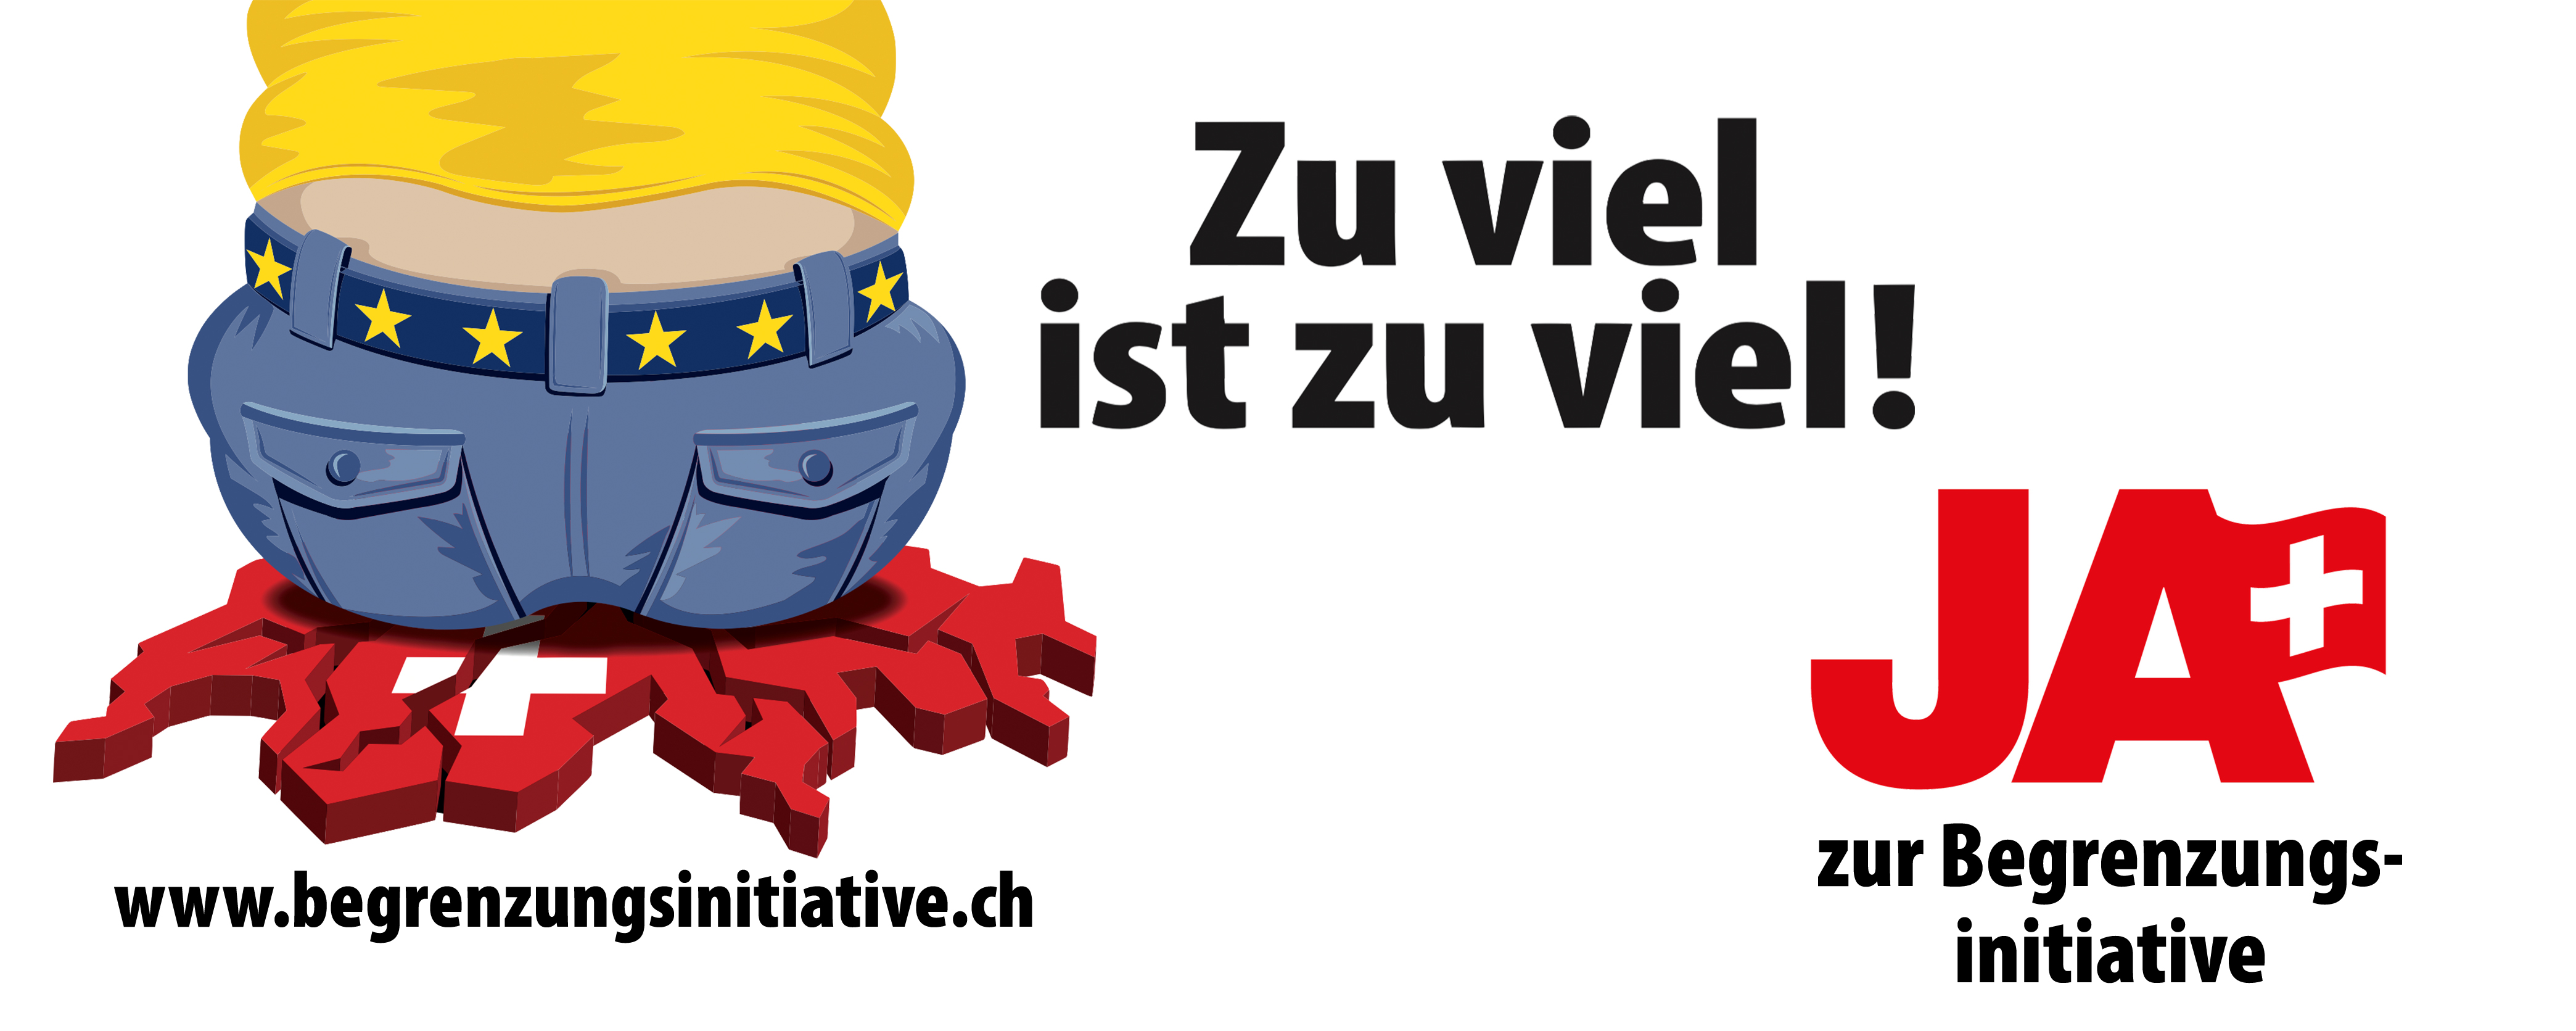 Zu viel
ist zu viel!
JA
zur Begrenzungs-
initiative
www.begrenzungsinitiative.ch